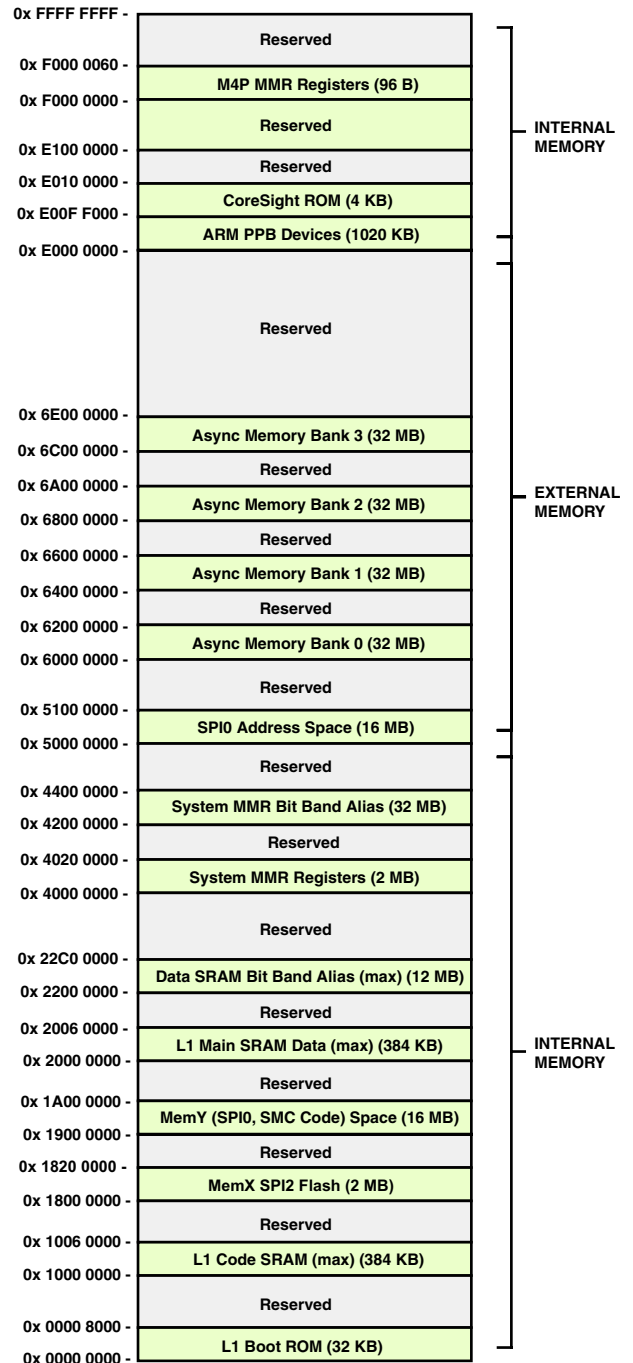 0x FFFF FFFF -
Reserved
0x F000 0060 -
M4P MMR Registers (96 B)
0x F000 0000 -
Reserved
INTERNAL
MEMORY
0x E100 0000 -
Reserved
0x E010 0000 -
CoreSight ROM (4 KB)
0x E00F F000 -
ARM PPB Devices (1020 KB)
0x E000 0000 -
Reserved
0x 6E00 0000 -
Async Memory Bank 3 (32 MB)
0x 6C00 0000 -
Reserved
0x 6A00 0000 -
Async Memory Bank 2 (32 MB)
EXTERNAL
MEMORY
0x 6800 0000 -
Reserved
0x 6600 0000 -
Async Memory Bank 1 (32 MB)
0x 6400 0000 -
Reserved
0x 6200 0000 -
Async Memory Bank 0 (32 MB)
0x 6000 0000 -
Reserved
0x 5100 0000 -
SPI0 Address Space (16 MB)
0x 5000 0000 -
Reserved
0x 4400 0000 -
System MMR Bit Band Alias (32 MB)
0x 4200 0000 -
Reserved
0x 4020 0000 -
System MMR Registers (2 MB)
0x 4000 0000 -
Reserved
0x 22C0 0000 -
Data SRAM Bit Band Alias (max) (12 MB)
0x 2200 0000 -
Reserved
0x 2006 0000 -
L1 Main SRAM Data (max) (384 KB)
INTERNAL
MEMORY
0x 2000 0000 -
Reserved
0x 1A00 0000 -
MemY (SPI0, SMC Code) Space (16 MB)
0x 1900 0000 -
Reserved
0x 1820 0000 -
MemX SPI2 Flash (2 MB)
0x 1800 0000 -
Reserved
0x 1006 0000 -
L1 Code SRAM (max) (384 KB)
0x 1000 0000 -
Reserved
0x 0000 8000 -
L1 Boot ROM (32 KB)
0x 0000 0000 -